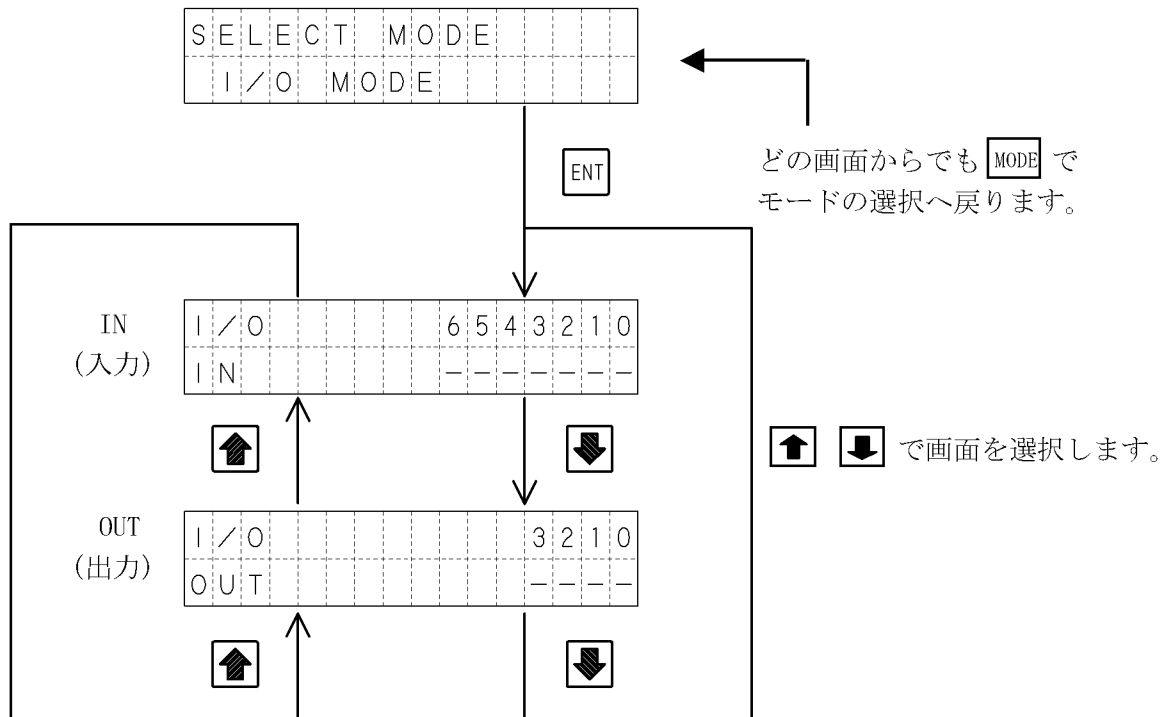 SELECT MODE
I/O MODE
ENT
どの画面からでも MODE で
モードの選択へ戻ります。
IN
(入力)
I/O 6543210
IN -------
で画面を選択します。
OUT
(出力)
I/O 3210
OUT ----